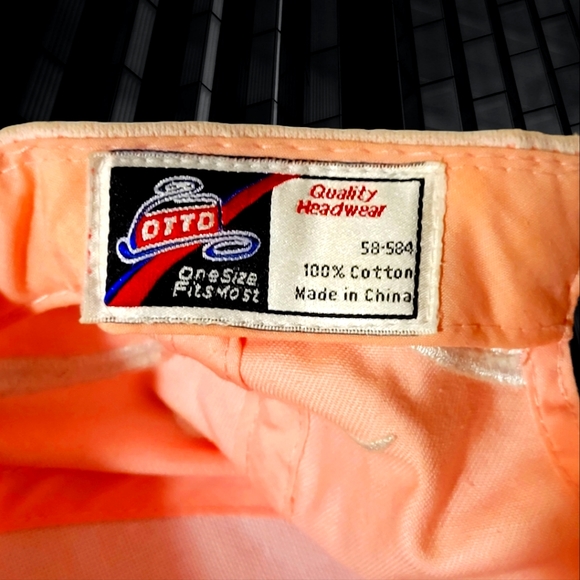 OTTO
One Size
Fits Most
Quality
Headwear
58-584
100% Cotton
Made in China